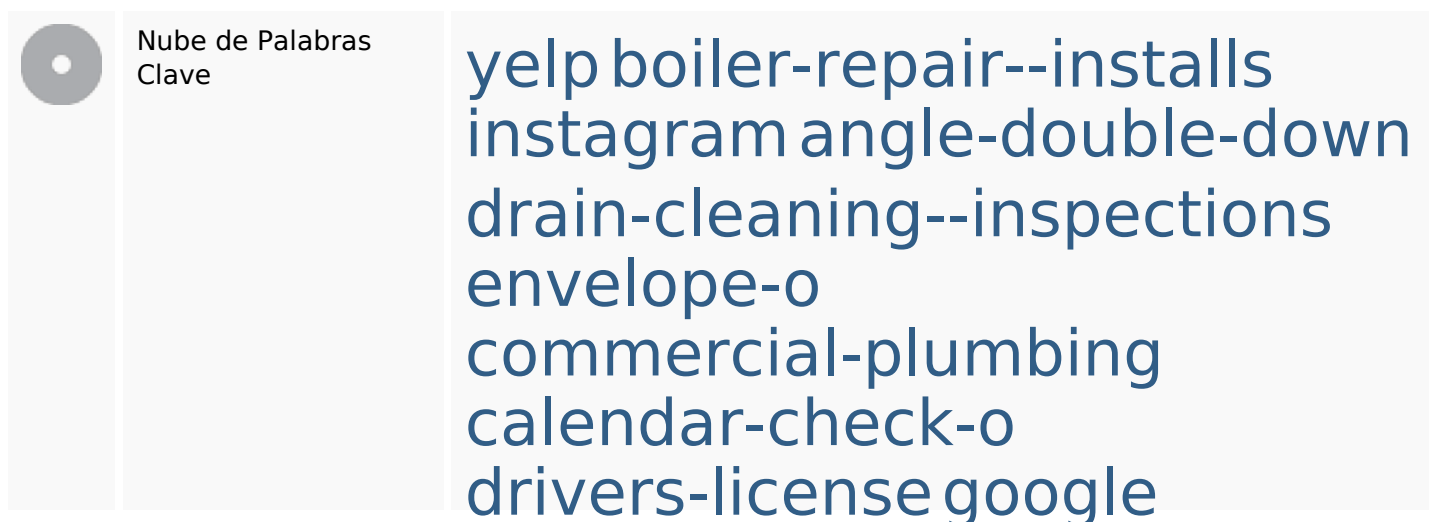 Nube de Palabras
Clave
yelp boiler-repair--installs
instagram angle-double-down
drain-cleaning--inspections
envelope-o
commercial-plumbing
calendar-check-o
drivers-license google